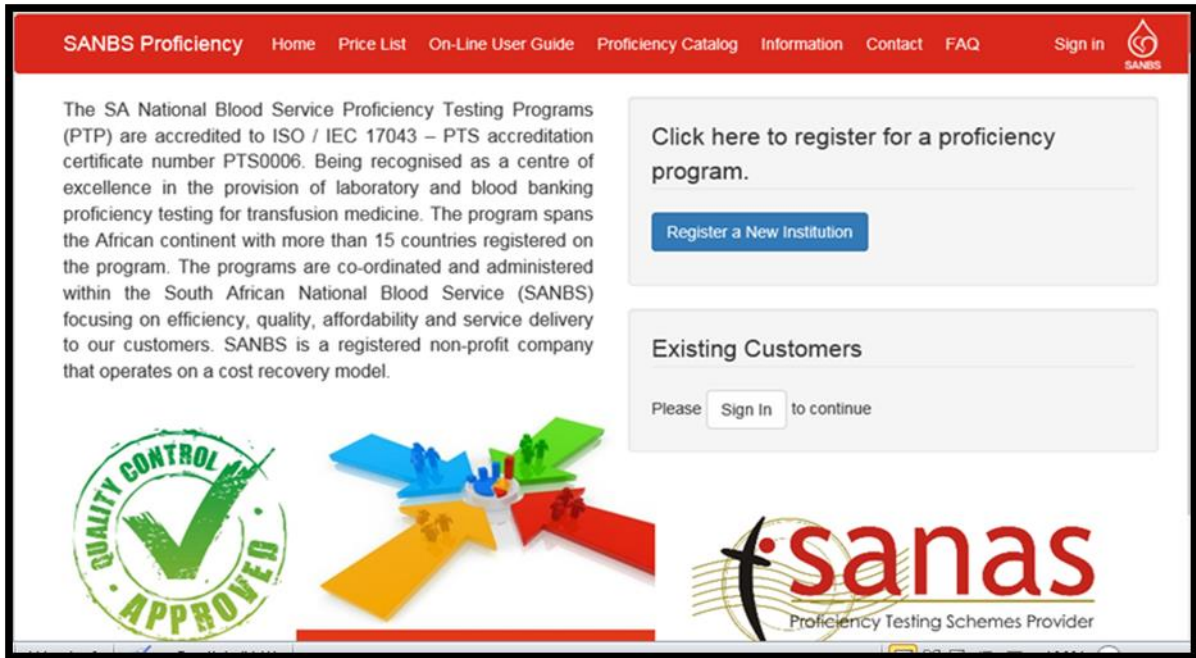 SANBS Proficiency Home Price List On-Line User Guide Proficiency Catalog Information Contact FAQ Sign in
SANBS
The SA National Blood Service Proficiency Testing Programs
(PTP) are accredited to ISO / IEC 17043 – PTS accreditation
certificate number PTS0006. Being recognised as a centre of
excellence in the provision of laboratory and blood banking
proficiency testing for transfusion medicine. The program spans
the African continent with more than 15 countries registered on
the program. The programs are co-ordinated and administered
within the South African National Blood Service (SANBS)
focusing on efficiency, quality, affordability and service delivery
to our customers. SANBS is a registered non-profit company
that operates on a cost recovery model.
Click here to register for a proficiency
program.
Register a New Institution
Existing Customers
Please Sign In to continue
QUALITY CONTROL
APPROVED
sanas
Proficiency Testing Schemes Provider